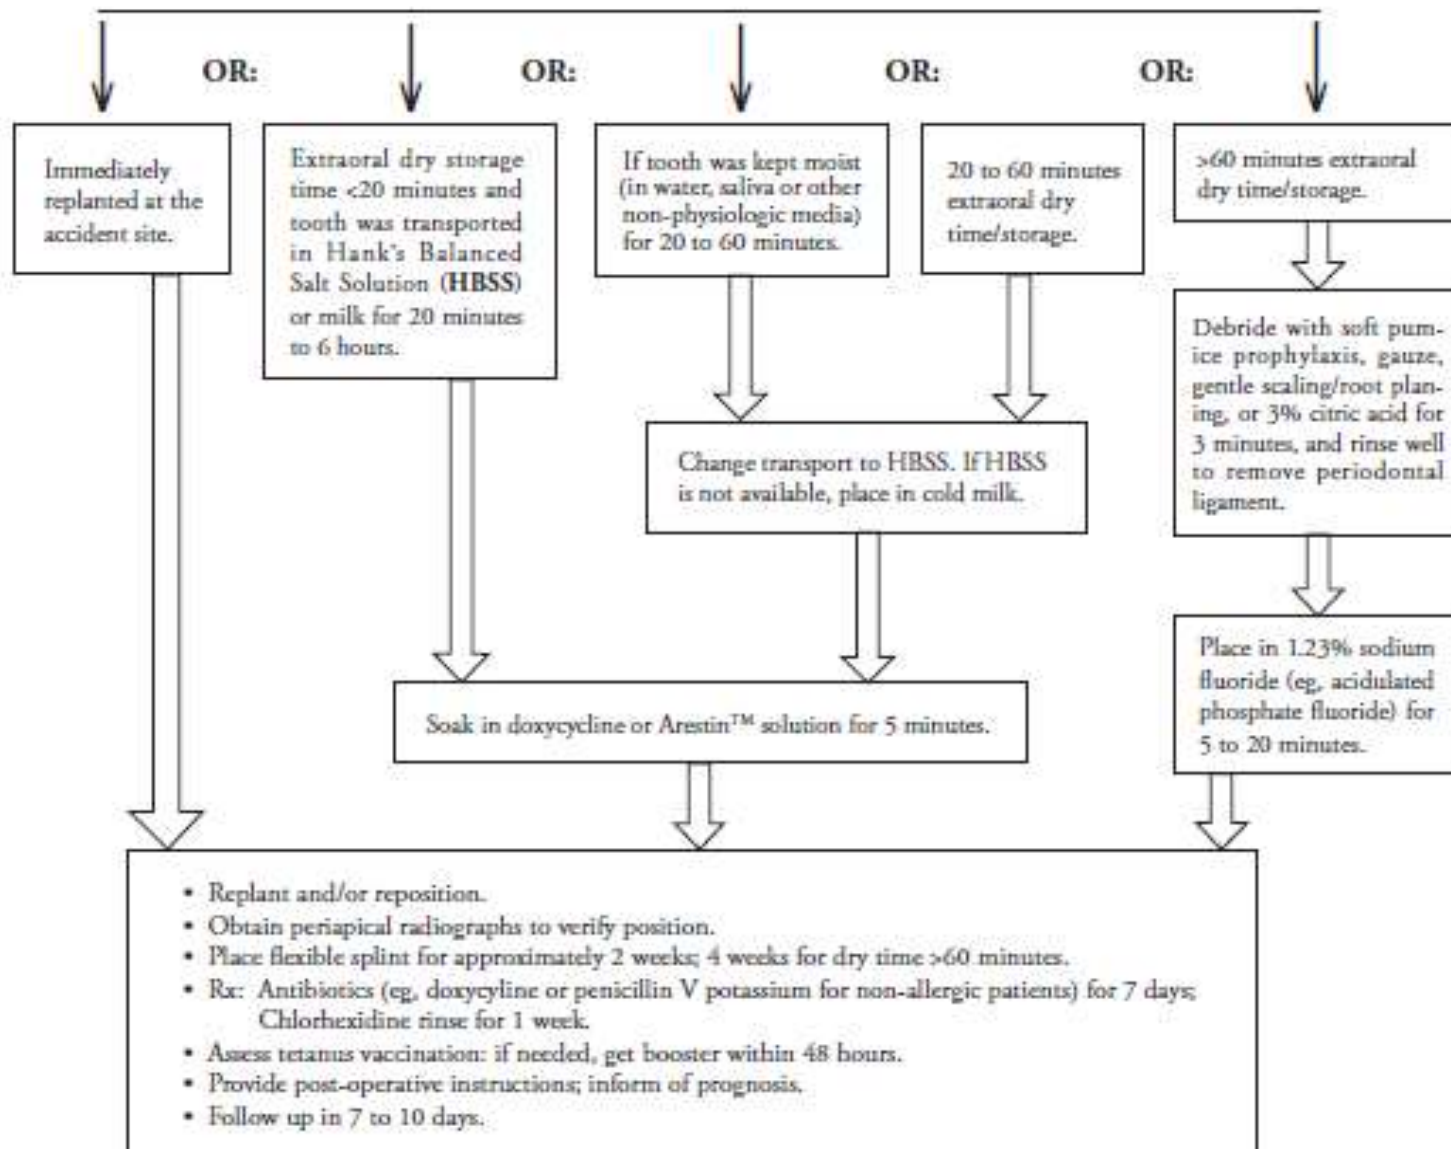 OR:
OR:
OR:
OR:
Immediately
replanted at the
accident site.
Extraoral dry storage
time <20 minutes and
tooth was transported
in Hank's Balanced
Salt Solution (HBSS)
or milk for 20 minutes
to 6 hours.
If tooth was kept moist
(in water, saliva or other
non-physiologic media)
for 20 to 60 minutes.
20 to 60 minutes
extraoral dry
time/storage.
>60 minutes extraoral
dry time/storage.
Debride with soft pum-
ice prophylaxis, gauze,
gentle scaling/root plan-
ing, or 3% citric acid for
3 minutes, and rinse well
to remove periodontal
ligament.
Change transport to HBSS. If HBSS
is not available, place in cold milk.
Place in 1.23% sodium
fluoride (eg, acidulated
phosphate fluoride) for
5 to 20 minutes.
Soak in doxycycline or Arestin™ solution for 5 minutes.
• Replant and/or reposition.
• Obtain periapical radiographs to verify position.
• Place flexible splint for approximately 2 weeks; 4 weeks for dry time >60 minutes.
• Rx: Antibiotics (eg, doxycyline or penicillin V potassium for non-allergic patients) for 7 days;
Chlorhexidine rinse for 1 week.
• Assess tetanus vaccination: if needed, get booster within 48 hours.
• Provide post-operative instructions; inform of prognosis.
• Follow up in 7 to 10 days.